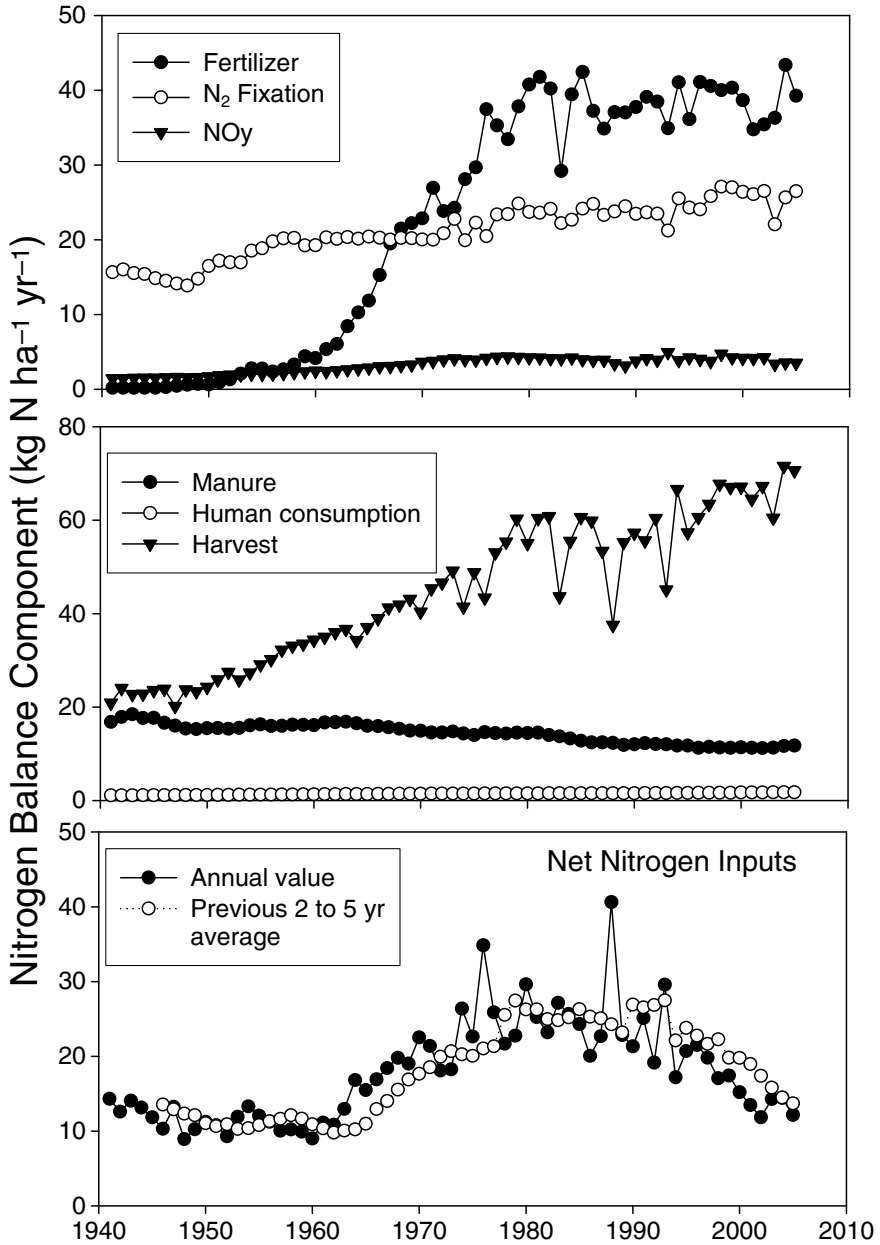 Nitrogen Balance Component (kg N ha⁻¹ yr⁻¹)
50
40
30
20
10
0
Fertilizer
N₂ Fixation
NOy
80
60
40
20
0
Manure
Human consumption
Harvest
50
40
30
20
10
0
Annual value
Previous 2 to 5 yr
average
Net Nitrogen Inputs
1940 1950 1960 1970 1980 1990 2000 2010